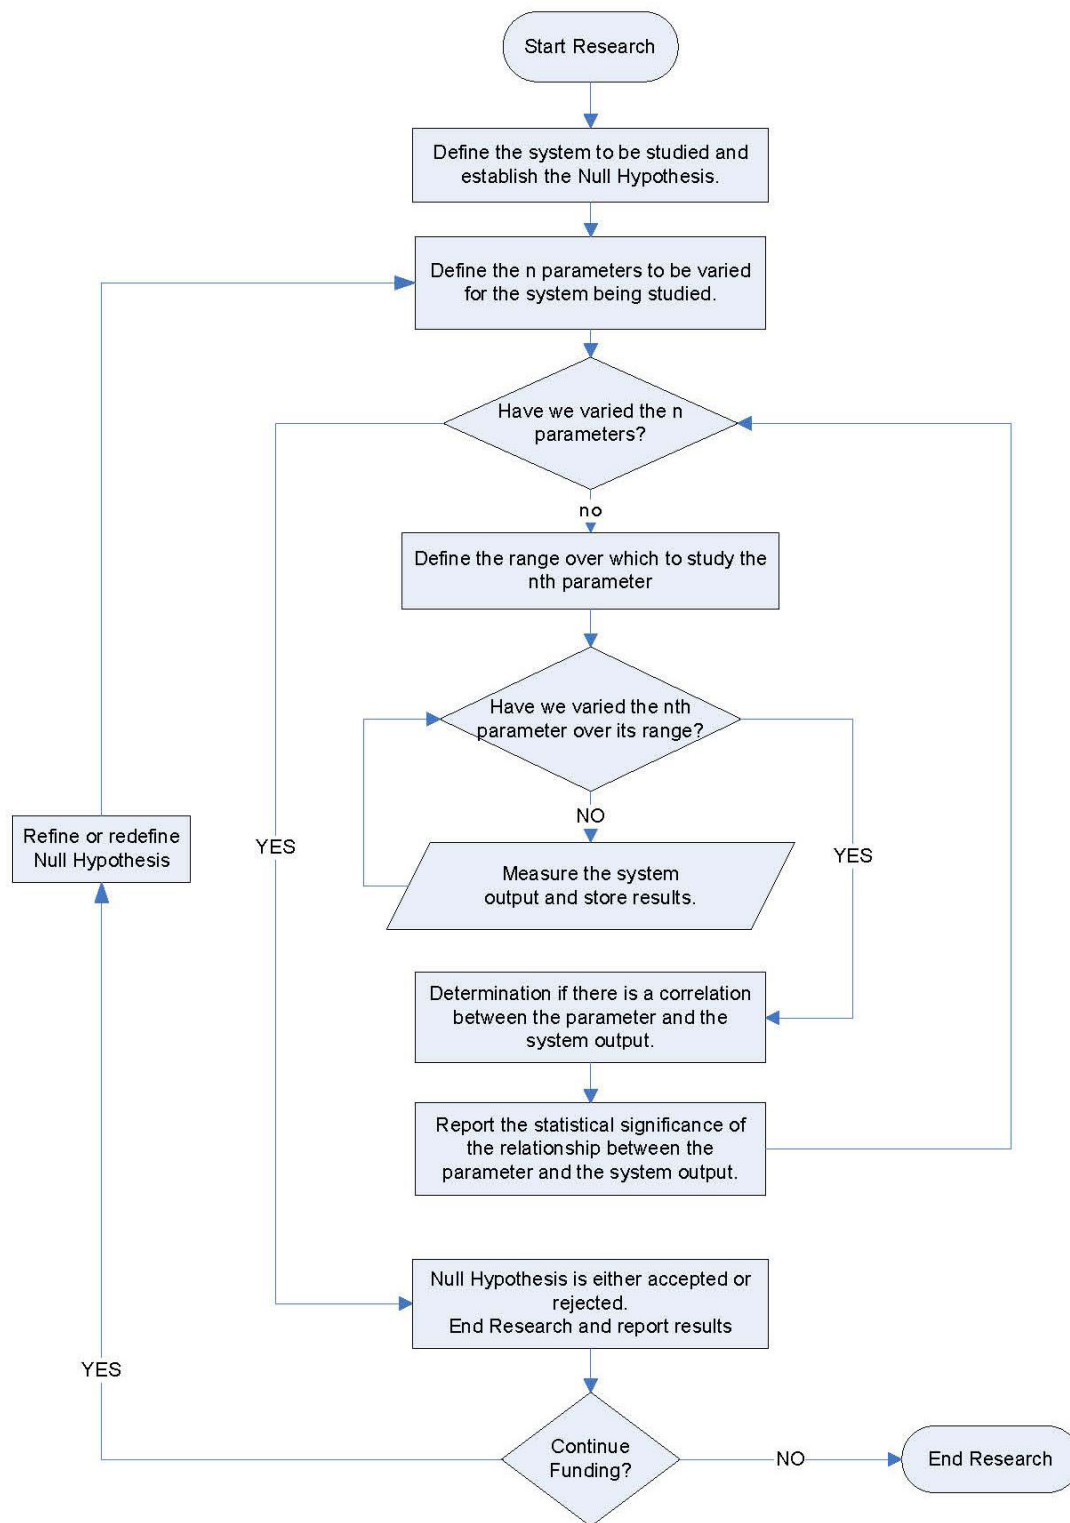 Start Research
Define the system to be studied and
establish the Null Hypothesis.
Define the n parameters to be varied
for the system being studied.
Have we varied the n
parameters?
no
Define the range over which to study the
nth parameter
Have we varied the nth
parameter over its range?
NO
YES
YES
Refine or redefine
Null Hypothesis
Measure the system
output and store results.
Determination if there is a correlation
between the parameter and the
system output.
Report the statistical significance of
the relationship between the
parameter and the system output.
Null Hypothesis is either accepted or
rejected.
End Research and report results
YES
Continue
Funding?
NO
End Research